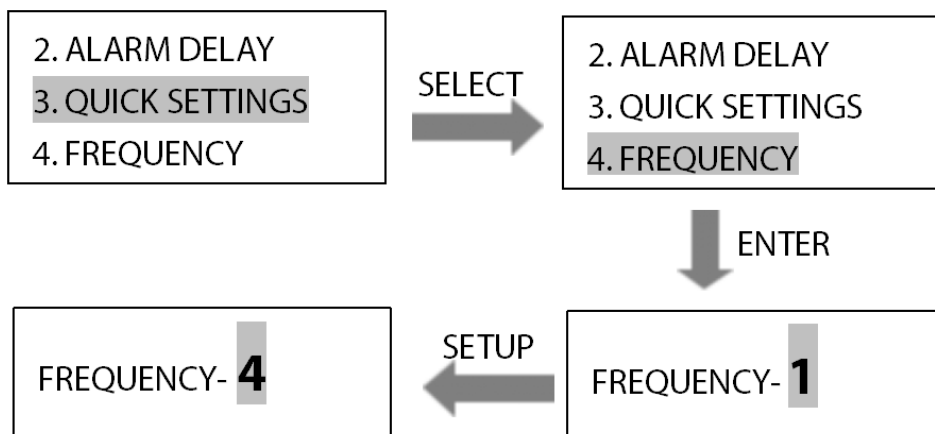 2. ALARM DELAY
3. QUICK SETTINGS
4. FREQUENCY
SELECT
2. ALARM DELAY
3. QUICK SETTINGS
4. FREQUENCY
ENTER
FREQUENCY- 1
SETUP
FREQUENCY- 4